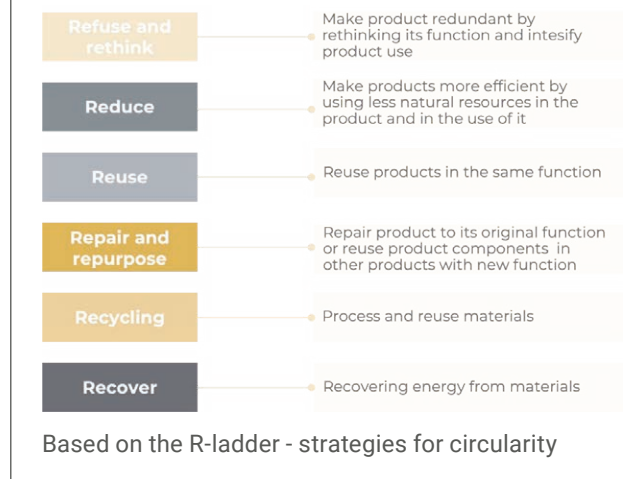 Refuse and
rethink
Make product redundant by
rethinking its function and intesify
product use
Reduce
Make products more efficient by
using less natural resources in the
product and in the use of it
Reuse
Reuse products in the same function
Repair and
repurpose
Repair product to its original function
or reuse product components in
other products with new function
Recycling
Process and reuse materials
Recover
Recovering energy from materials
Based on the R-ladder - strategies for circularity